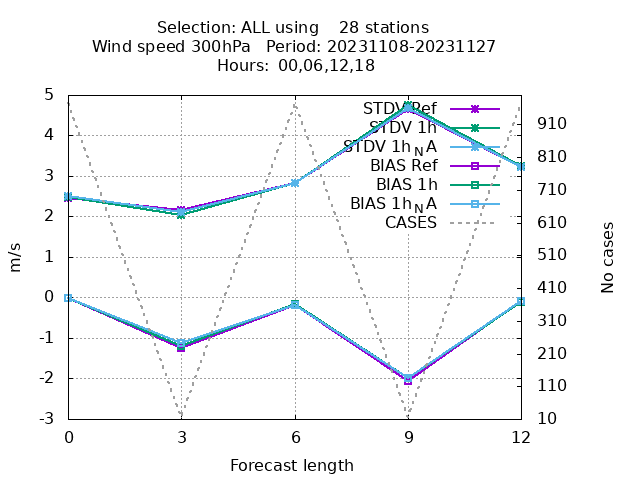 Selection: ALL using 28 stations
Wind speed 300hPa Period: 20231108-20231127
Hours: 00,06,12,18
5
4
3
2
1
0
-1
-2
-3
m/s
STDV Ref
STDV 1h
STDV 1h_NA
BIAS Ref
BIAS 1h
BIAS 1h_NA
CASES
910
810
710
610
510
410
310
210
110
10
No cases
0 3 6 9 12
Forecast length